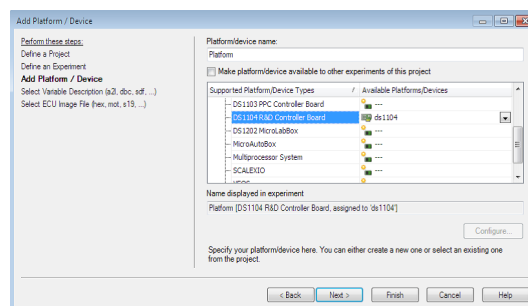 Add Platform / Device
Perform these steps:
Define a Project
Define an Experiment
Add Platform / Device
Select Variable Description (a2l, dbc, sdf, ...)
Select ECU Image File (hex, mot, s19, ...)
Platform/device name:
Platform
Make platform/device available to other experiments of this project
Supported Platform/Device Types / Available Platforms/Devices
DS1103 PPC Controller Board ---
DS1104 R&D Controller Board ds1104
DS1202 MicroLabBox ---
MicroAutoBox ---
Multiprocessor System ---
SCALEXIO ---
Name displayed in experiment
Platform [DS1104 R&D Controller Board, assigned to 'ds1104']
Configure...
Specify your platform/device here. You can either create a new one or select an existing one
from the project.
< Back Next > Finish Cancel Help